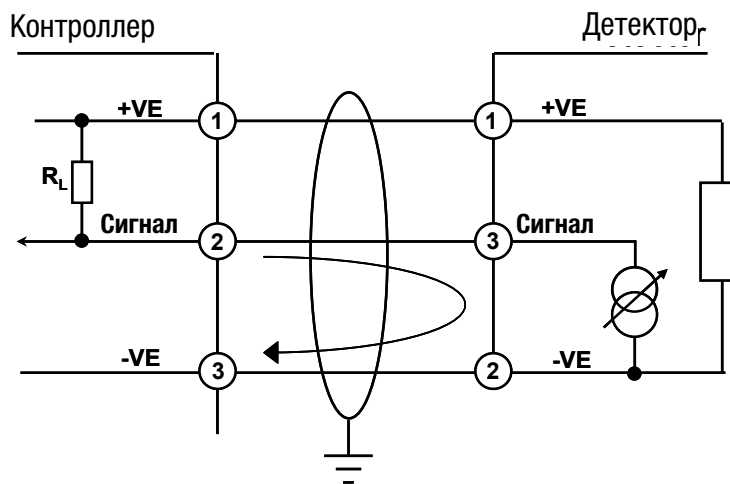 Контроллер
Детектор
+VE 1 1 +VE
RL
Сигнал 2 3 Сигнал
-VE 3 2 -VE